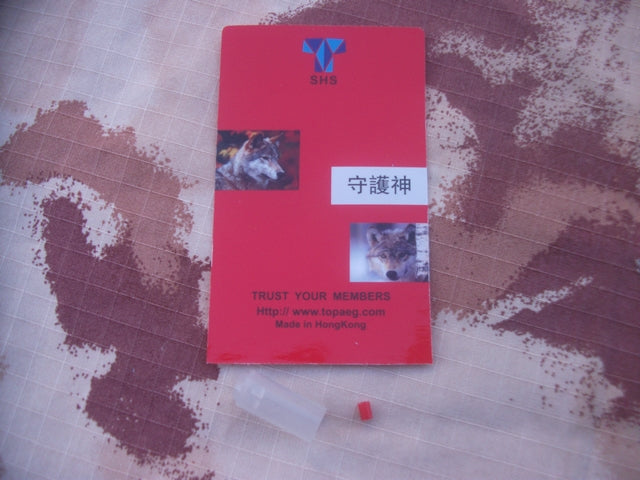 SHS
守護神
TRUST YOUR MEMBERS
Http:// www.topaeg.com
Made in HongKong